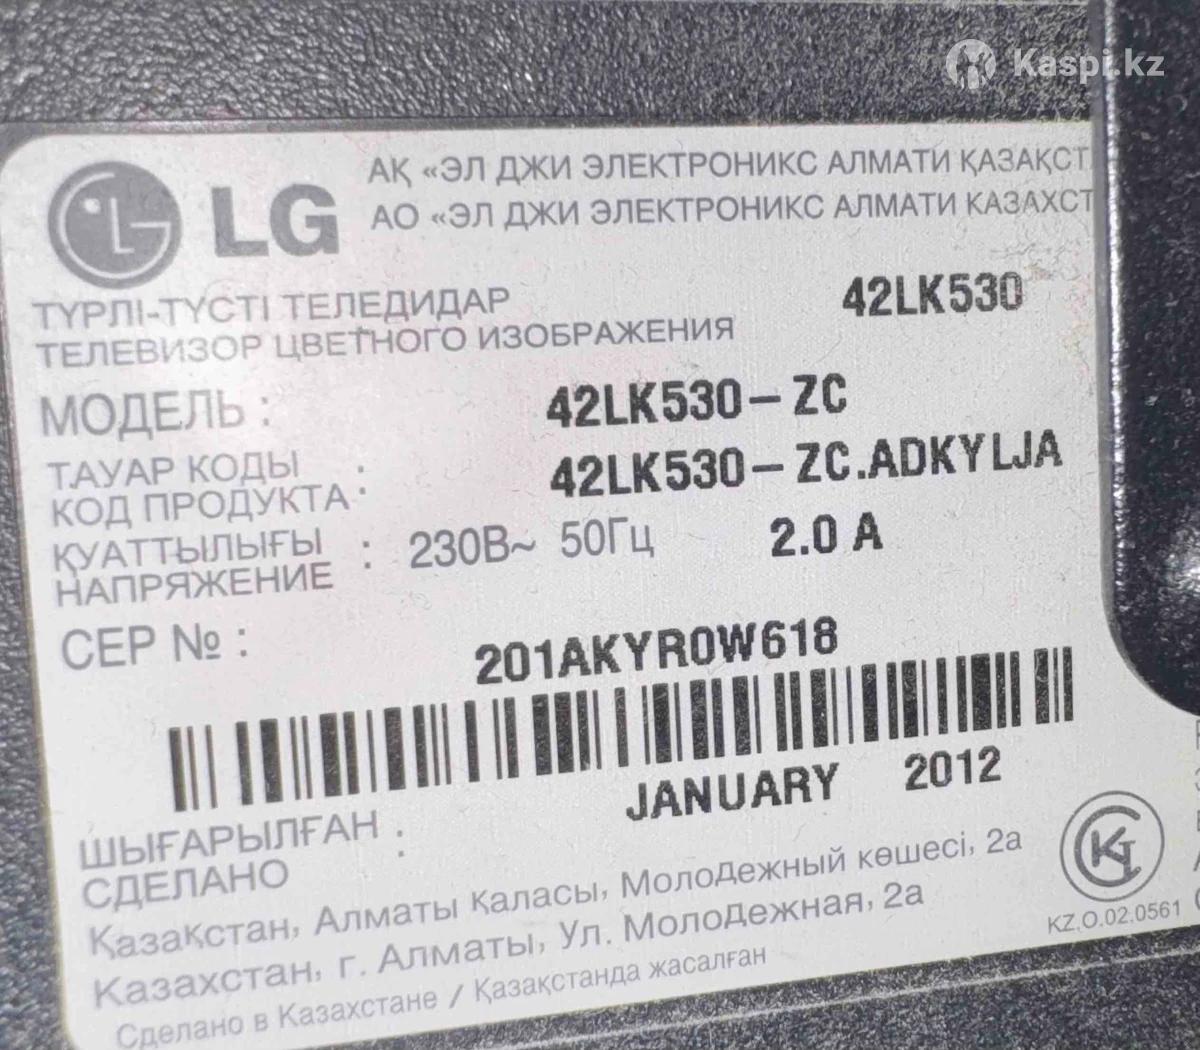 Kaspi.kz
LG
АҚ «ЭЛ ДЖИ ЭЛЕКТРОНИКС АЛМАТИ ҚАЗАҚСТ
АО «ЭЛ ДЖИ ЭЛЕКТРОНИКС АЛМАТИ КАЗАХСТ
ТҮРЛІ-ТҮСТІ ТЕЛЕДИДАР
42LK530
ТЕЛЕВИЗОР ЦВЕТНОГО ИЗОБРАЖЕНИЯ
МОДЕЛЬ : 42LK530-ZC
ТАУАР КОДЫ :
КОД ПРОДУКТА 42LK530-ZC.ADKYLJA
ҚУАТТЫЛЫҒЫ : 230В~ 50Гц 2.0 A
НАПРЯЖЕНИЕ
СЕР № : 201AKYR0W618
JANUARY 2012
ШЫҒАРЫЛҒАН :
СДЕЛАНО
Қазақстан, Алматы қаласы, Молодежный көшесі, 2а
Казахстан, г. Алматы, Ул. Молодежная, 2а
Сделано в Казахстане / Қазақстанда жасалған
KZ.O.02.0561